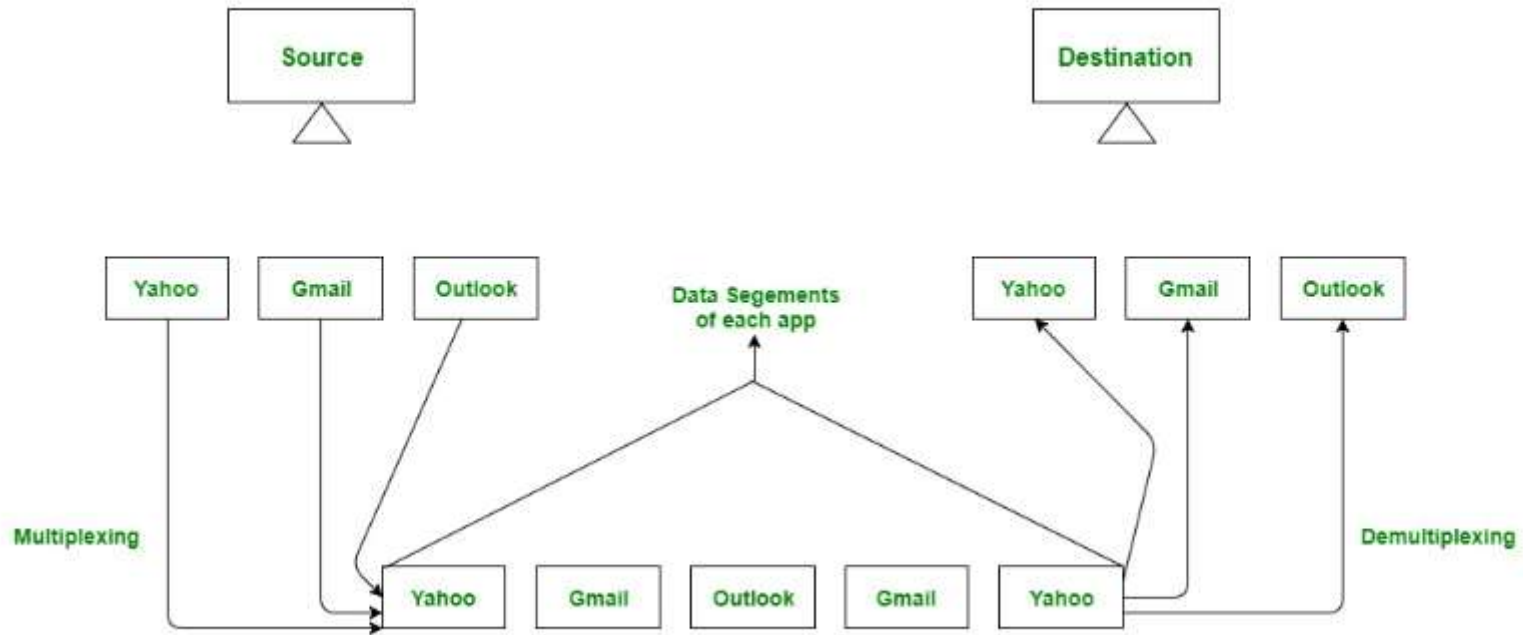 Source
Destination
Yahoo
Gmail
Outlook
Data Segements
of each app
Yahoo
Gmail
Outlook
Multiplexing
Demultiplexing
Yahoo
Gmail
Outlook
Gmail
Yahoo